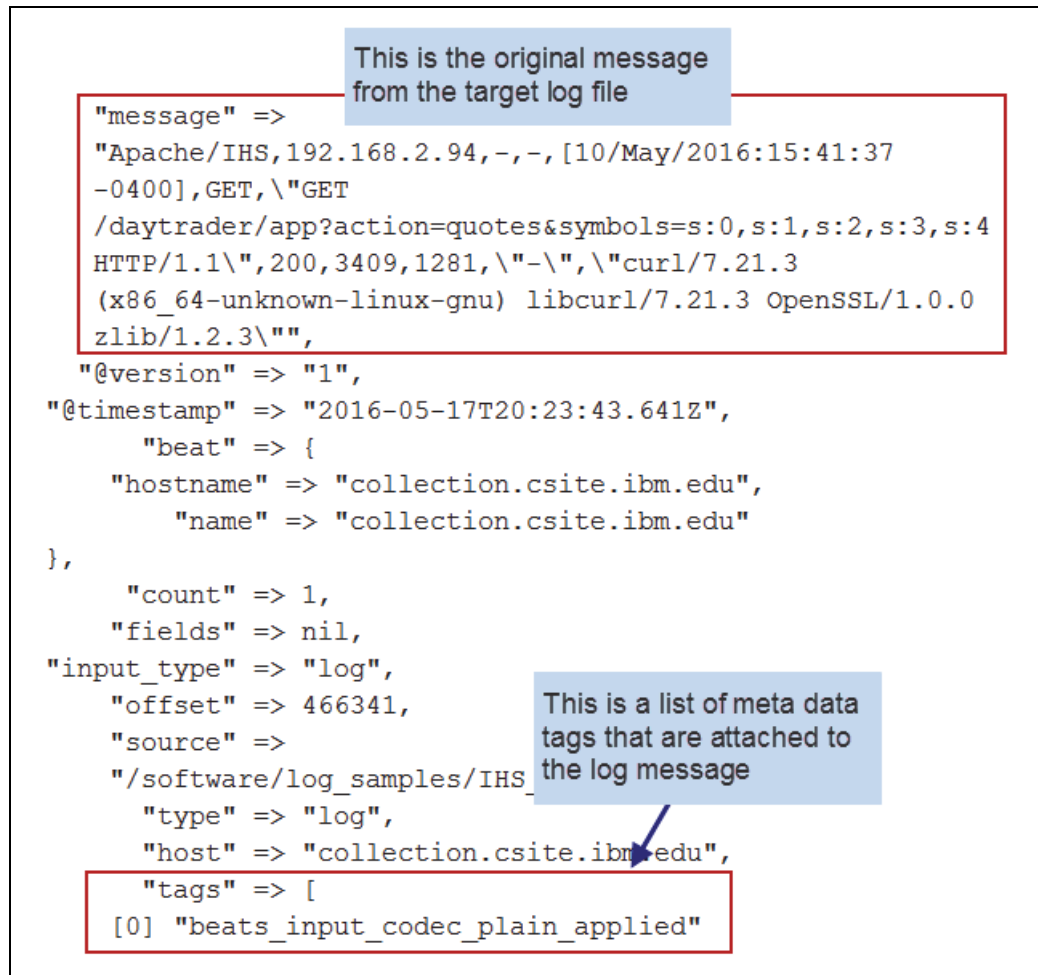 This is the original message
from the target log file
"message" =>
"Apache/IHS,192.168.2.94,-,-,[10/May/2016:15:41:37
-0400],GET,\"GET
/daytrader/app?action=quotes&symbols=s:0,s:1,s:2,s:3,s:4
HTTP/1.1\",200,3409,1281,\"-\",\"curl/7.21.3
(x86_64-unknown-linux-gnu) libcurl/7.21.3 OpenSSL/1.0.0
zlib/1.2.3\"",
"@version" => "1",
"@timestamp" => "2016-05-17T20:23:43.641Z",
"beat" => {
"hostname" => "collection.csite.ibm.edu",
"name" => "collection.csite.ibm.edu"
},
"count" => 1,
"fields" => nil,
"input_type" => "log",
"offset" => 466341,
"source" =>
"/software/log_samples/IHS_
This is a list of meta data
tags that are attached to
the log message
"type" => "log",
"host" => "collection.csite.ibm.edu",
"tags" => [
[0] "beats_input_codec_plain_applied"